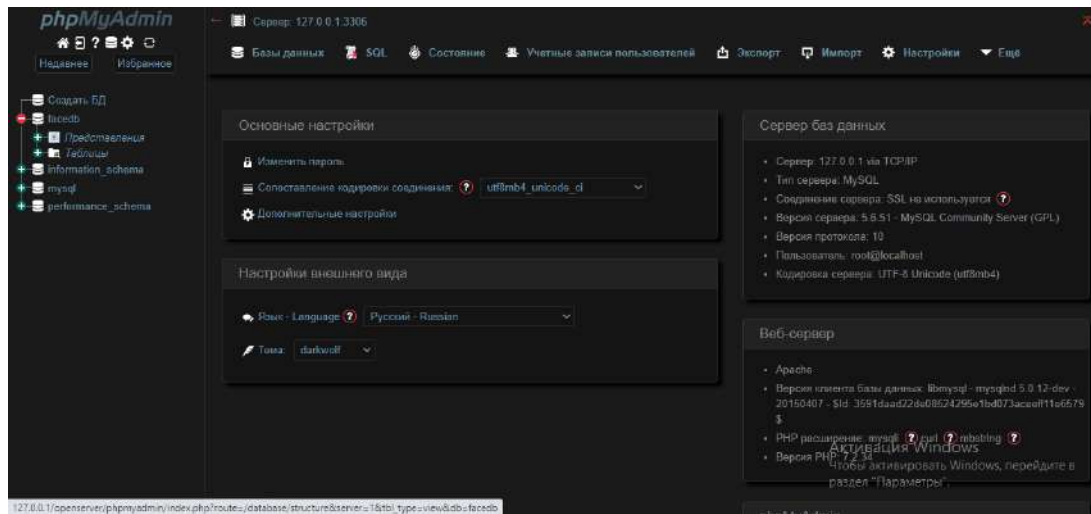 phpMyAdmin
Недавнее Избранное
Создать БД
facedb
Представления
Таблицы
information_schema
mysql
performance_schema
Сервер: 127.0.0.1:3306
Базы данных SQL Состояние Учетные записи пользователей Экспорт Импорт Настройки Ещё
Основные настройки
Изменить пароль
Сопоставление кодировки соединения: utf8mb4_unicode_ci
Дополнительные настройки
Настройки внешнего вида
Язык - Language Русский - Russian
Тема: darkwolf
Сервер баз данных
Сервер: 127.0.0.1 via TCP/IP
Тип сервера: MySQL
Соединение сервера: SSL не используется
Версия сервера: 5.6.51 - MySQL Community Server (GPL)
Версия протокола: 10
Пользователь: root@localhost
Кодировка сервера: UTF-8 Unicode (utf8mb4)
Веб-сервер
Apache
Версия клиента базы данных: libmysql - mysqlnd 5.0.12-dev -
20150407 - $Id:
$
PHP расширение: mysqli curl mbstring
Версия PHP: 7.2.34
Активация Windows
Чтобы активировать Windows, перейдите в
раздел "Параметры".
127.0.0.1/openserver/phpmyadmin/index.php?route=/database/structure&server=1&tbl_type=view&db=facedb